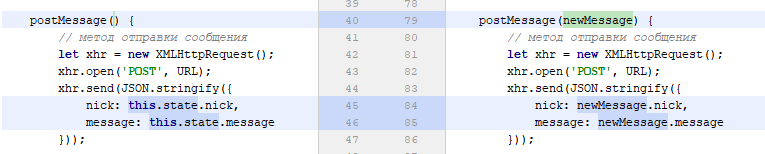 39 78
postMessage() { 40 79 postMessage(newMessage) {
// метод отправки сообщения 41 80 // метод отправки сообщения
let xhr = new XMLHttpRequest(); 42 81 let xhr = new XMLHttpRequest();
xhr.open('POST', URL); 43 82 xhr.open('POST', URL);
xhr.send(JSON.stringify({ 44 83 xhr.send(JSON.stringify({
nick: this.state.nick, 45 84 nick: newMessage.nick,
message: this.state.message 46 85 message: newMessage.message
})); 47 86 }));